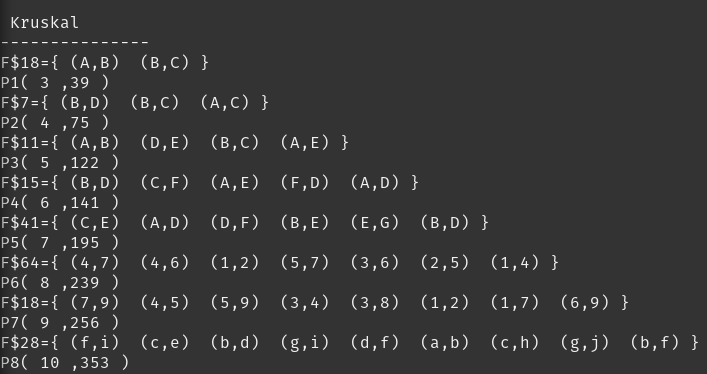 Kruskal
---------------
F$18={ (A,B)  (B,C) }
P1( 3 ,39 )
F$7={ (B,D)  (B,C)  (A,C) }
P2( 4 ,75 )
F$11={ (A,B)  (D,E)  (B,C)  (A,E) }
P3( 5 ,122 )
F$15={ (B,D)  (C,F)  (A,E)  (F,D)  (A,D) }
P4( 6 ,141 )
F$41={ (C,E)  (A,D)  (D,F)  (B,E)  (E,G)  (B,D) }
P5( 7 ,195 )
F$64={ (4,7)  (4,6)  (1,2)  (5,7)  (3,6)  (2,5)  (1,4) }
P6( 8 ,239 )
F$18={ (7,9)  (4,5)  (5,9)  (3,4)  (3,8)  (1,2)  (1,7)  (6,9) }
P7( 9 ,256 )
F$28={ (f,i)  (c,e)  (b,d)  (g,i)  (d,f)  (a,b)  (c,h)  (g,j)  (b,f) }
P8( 10 ,353 )